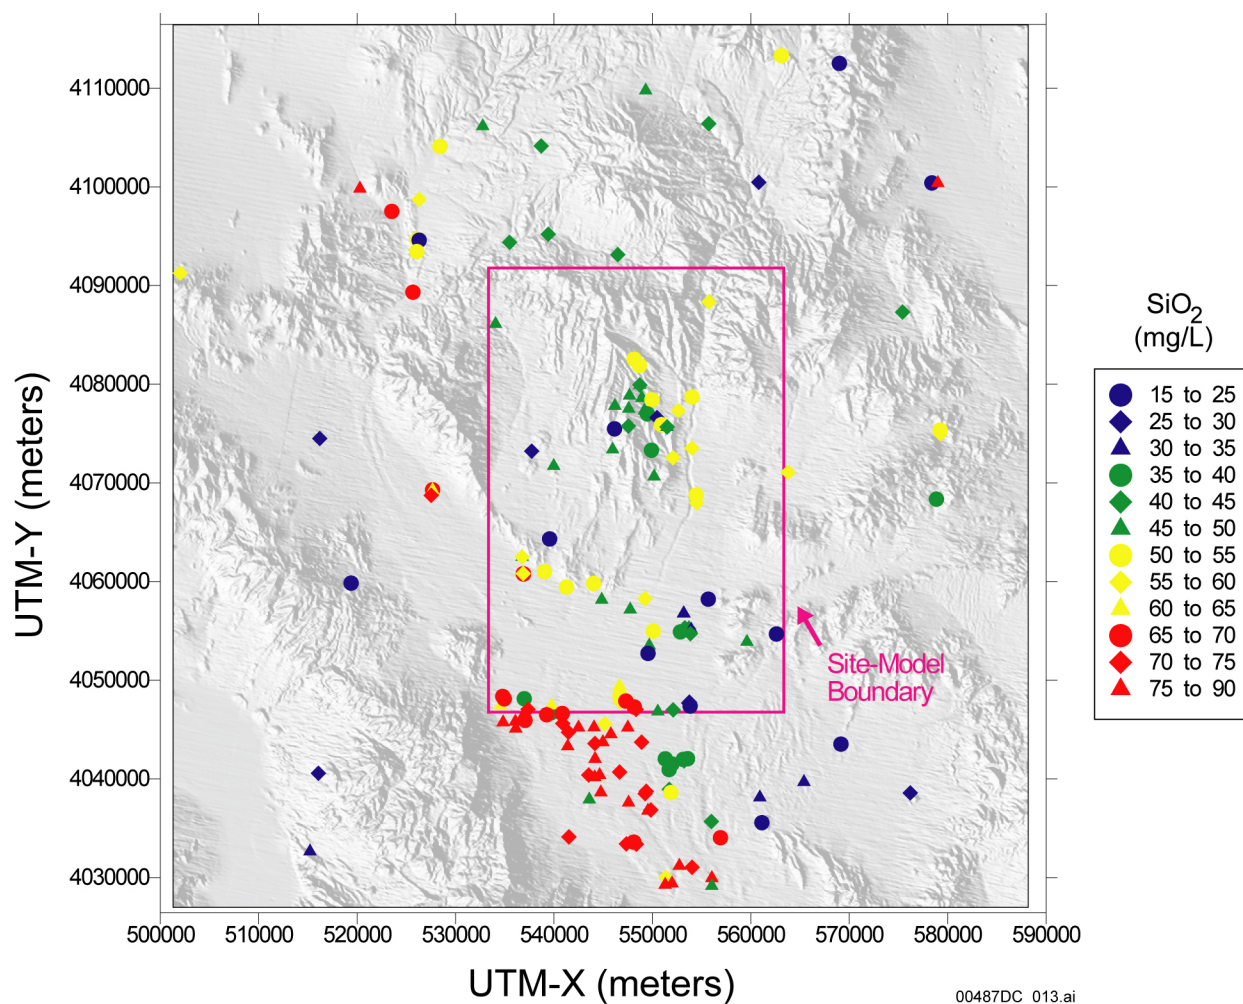 4110000
4100000
4090000
4080000
4070000
4060000
4050000
4040000
4030000
UTM-Y (meters)
500000 510000 520000 530000 540000 550000 560000 570000 580000 590000
UTM-X (meters)
Site-Model
Boundary
SiO2
(mg/L)
15 to 25
25 to 30
30 to 35
35 to 40
40 to 45
45 to 50
50 to 55
55 to 60
60 to 65
65 to 70
70 to 75
75 to 90
00487DC_013.ai